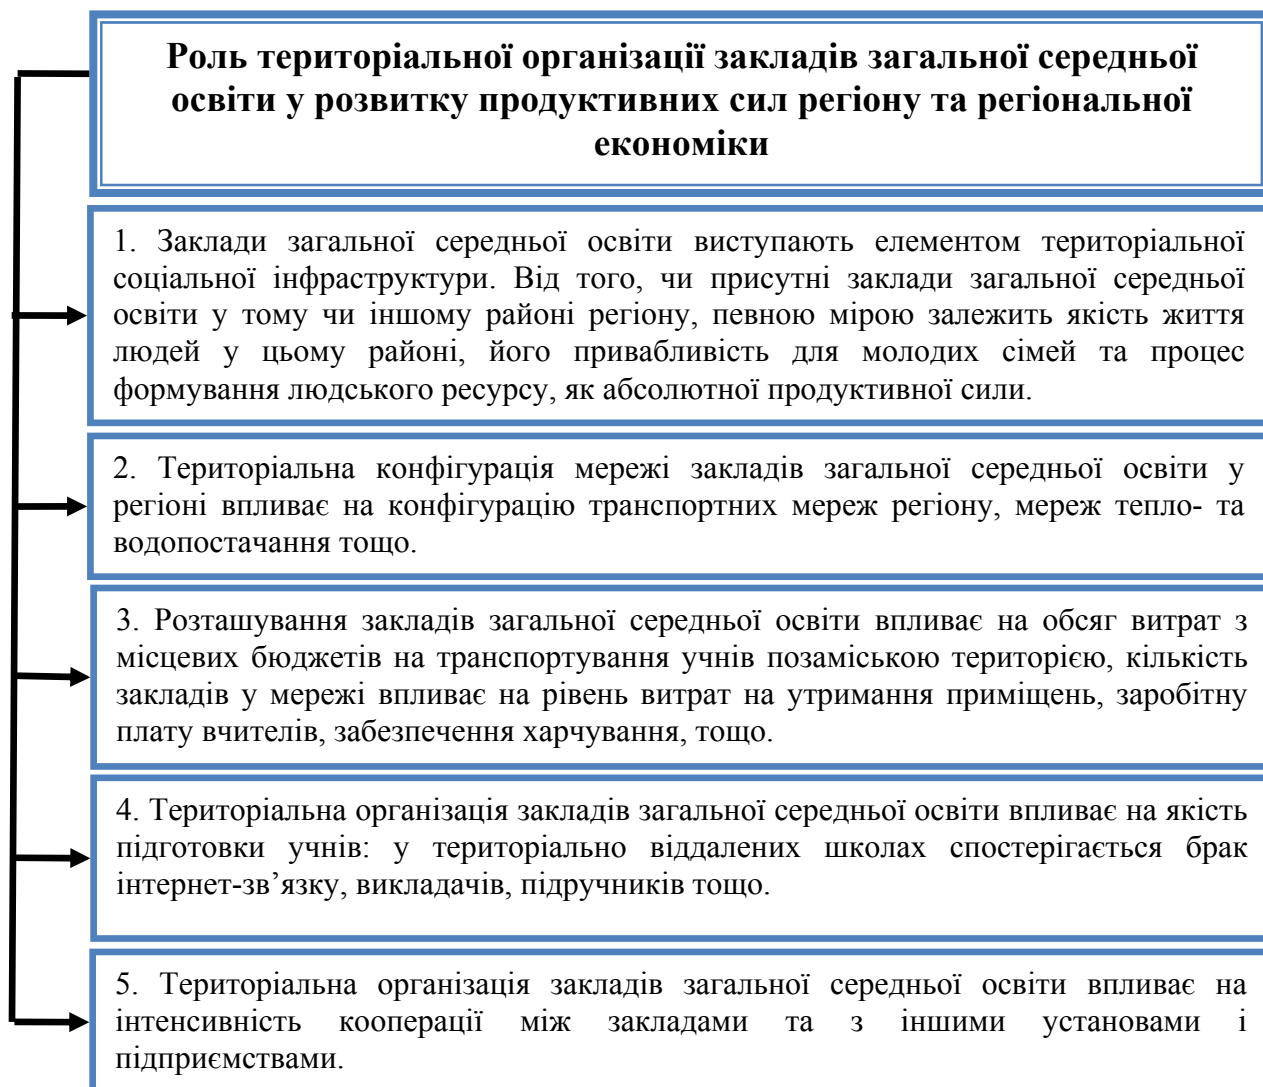 Роль територіальної організації закладів загальної середньої
освіти у розвитку продуктивних сил регіону та регіональної
економіки
1. Заклади загальної середньої освіти виступають елементом територіальної
соціальної інфраструктури. Від того, чи присутні заклади загальної середньої
освіти у тому чи іншому районі регіону, певною мірою залежить якість життя
людей у цьому районі, його привабливість для молодих сімей та процес
формування людського ресурсу, як абсолютної продуктивної сили.
2. Територіальна конфігурація мережі закладів загальної середньої освіти у
регіоні впливає на конфігурацію транспортних мереж регіону, мереж тепло- та
водопостачання тощо.
3. Розташування закладів загальної середньої освіти впливає на обсяг витрат з
місцевих бюджетів на транспортування учнів позаміською територією, кількість
закладів у мережі впливає на рівень витрат на утримання приміщень, заробітну
плату вчителів, забезпечення харчування, тощо.
4. Територіальна організація закладів загальної середньої освіти впливає на якість
підготовки учнів: у територіально віддалених школах спостерігається брак
інтернет-зв’язку, викладачів, підручників тощо.
5. Територіальна організація закладів загальної середньої освіти впливає на
інтенсивність кооперації між закладами та з іншими установами і
підприємствами.